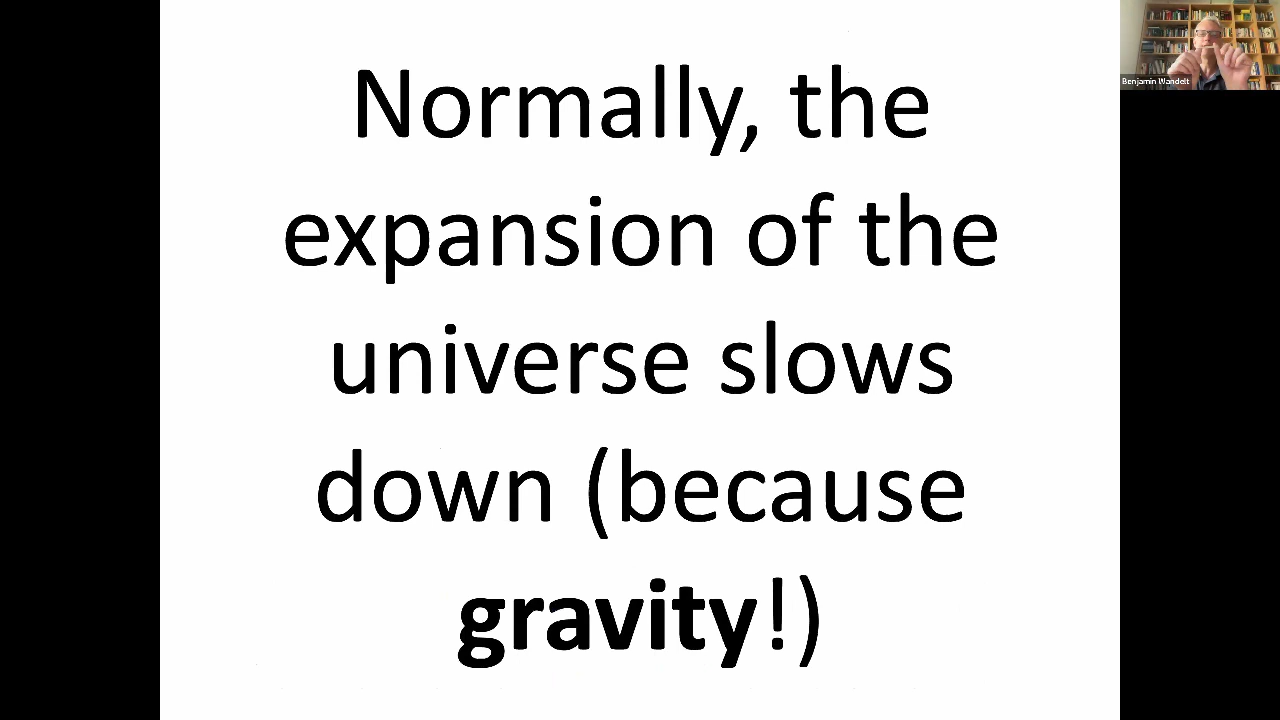 Normally, the
expansion of the
universe slows
down (because
gravity!)
Benjamin Wandelt